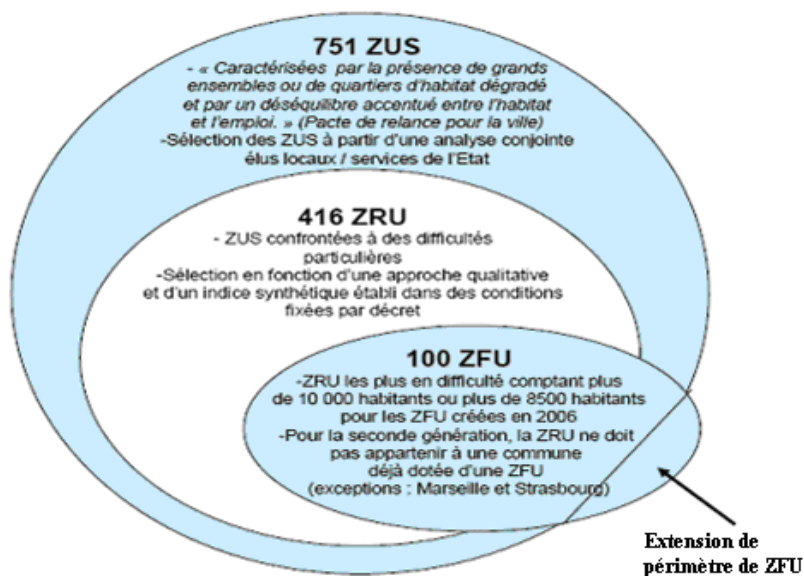 751 ZUS
- « Caractérisées par la présence de grands
ensembles ou de quartiers d'habitat dégradé
et par un déséquilibre accentué entre l'habitat
et l'emploi. » (Pacte de relance pour la ville)
-Sélection des ZUS à partir d'une analyse conjointe
élus locaux / services de l'Etat
416 ZRU
- ZUS confrontées à des difficultés
particulières
-Sélection en fonction d'une approche qualitative
et d'un indice synthétique établi dans des conditions
fixées par décret
100 ZFU
-ZRU les plus en difficulté comptant plus
de 10 000 habitants ou plus de 8500 habitants
pour les ZFU créées en 2006
-Pour la seconde génération, la ZRU ne doit
pas appartenir à une commune
déjà dotée d'une ZFU
(exceptions : Marseille et Strasbourg)
Extension de
périmètre de ZFU